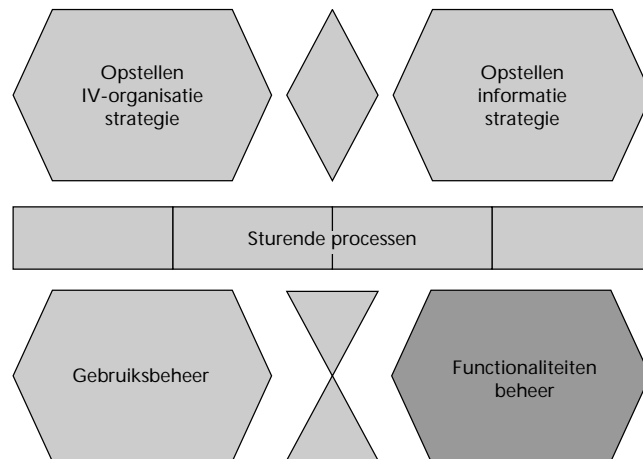 Opstellen
IV-organisatie
strategie
Opstellen
informatie
strategie
Sturende processen
Gebruiksbeheer
Functionaliteiten
beheer